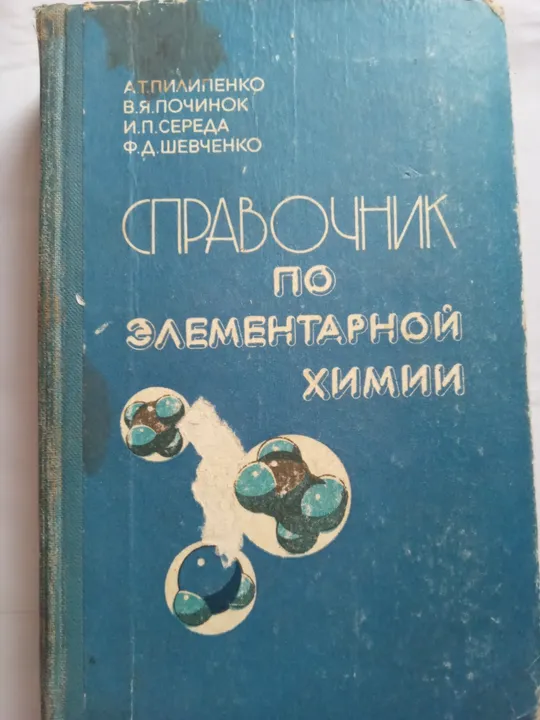 А.Т.ПИЛИПЕНКО
В.Я.ПОЧИНОК
И.П.СЕРЕДА
Ф.Д.ШЕВЧЕНКО
СПРАВОЧНИК
ПО
ЭЛЕМЕНТАРНОЙ
ХИМИИ